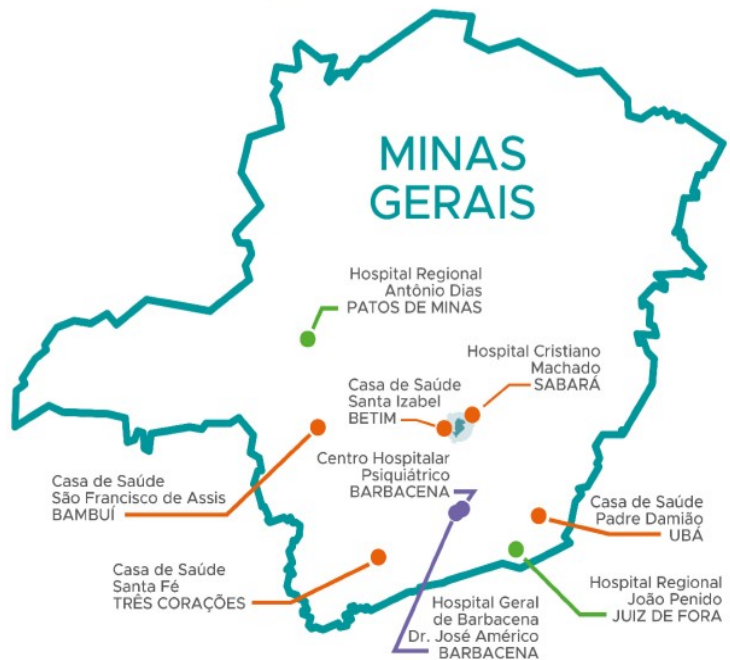 MINAS
GERAIS
Hospital Regional
Antônio Dias
PATOS DE MINAS
Hospital Cristiano
Machado
SABARÁ
Casa de Saúde
Santa Izabel
BETIM
Centro Hospitalar
Psiquiátrico
BARBACENA
Casa de Saúde
São Francisco de Assis
BAMBUÍ
Casa de Saúde
Padre Damião
UBÁ
Casa de Saúde
Santa Fé
TRÊS CORAÇÕES
Hospital Geral
de Barbacena
Dr. José Américo
BARBACENA
Hospital Regional
João Penido
JUIZ DE FORA